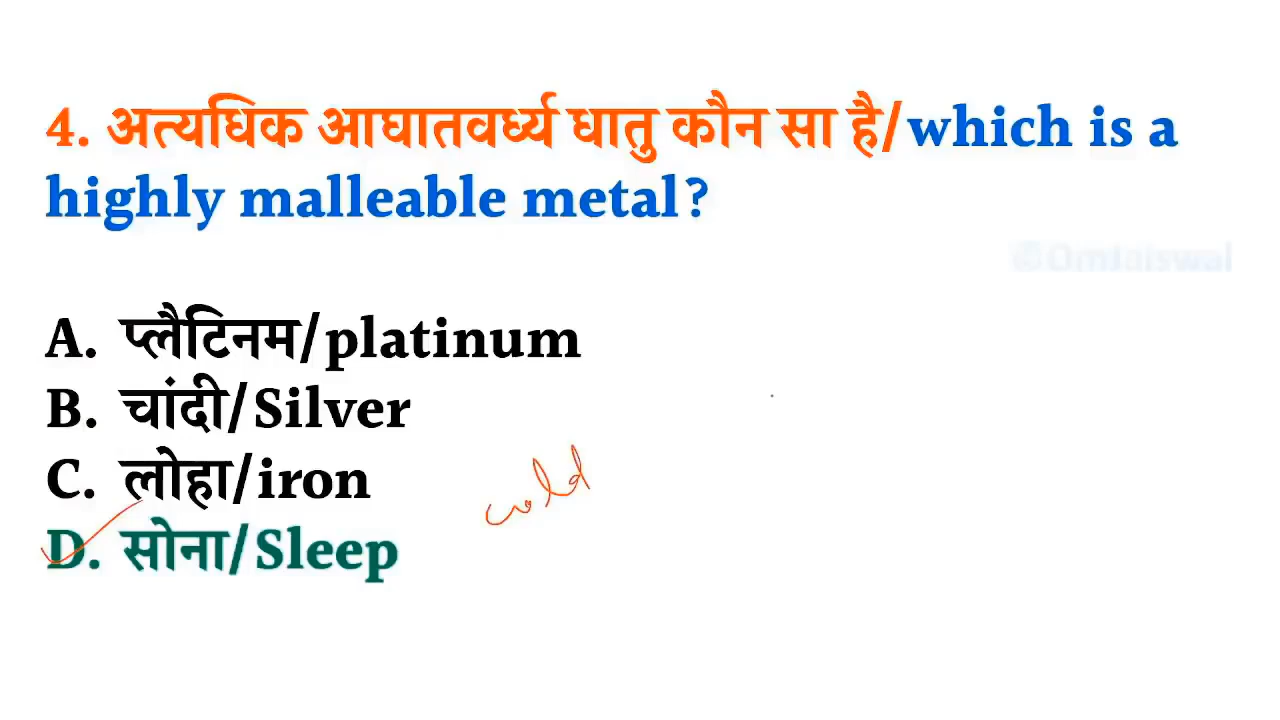 4. अत्यधिक आघातवर्ध्य धातु कौन सा है/which is a
highly malleable metal?
A. प्लैटिनम/platinum
B. चांदी/Silver
C. लोहा/iron
D. सोना/Sleep